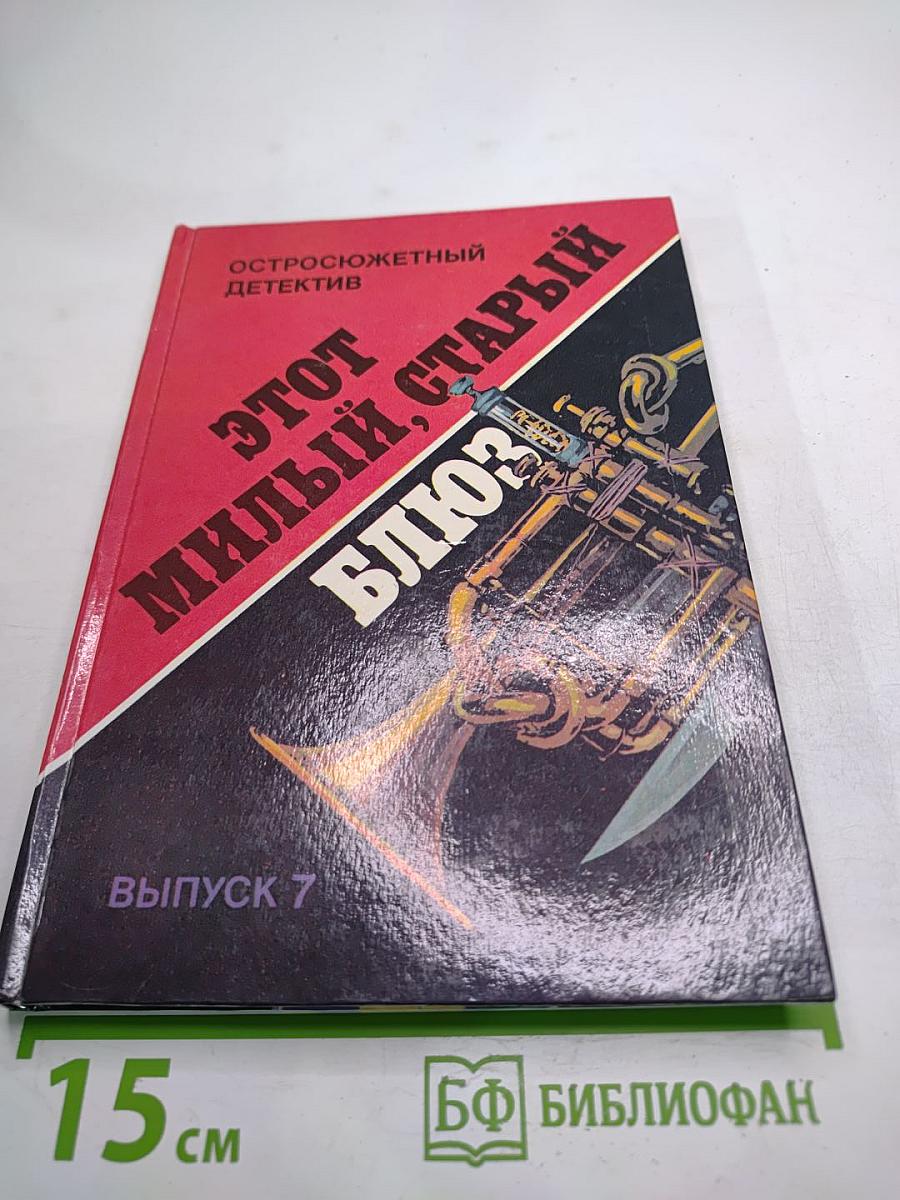 ОСТРОСЮЖЕТНЫЙ
ДЕТЕКТИВ
ЭТОТ
МИЛЫЙ, СТАРЫЙ
БЛЮЗ
ВЫПУСК 7
15 см
БФ БИБЛИОФАН